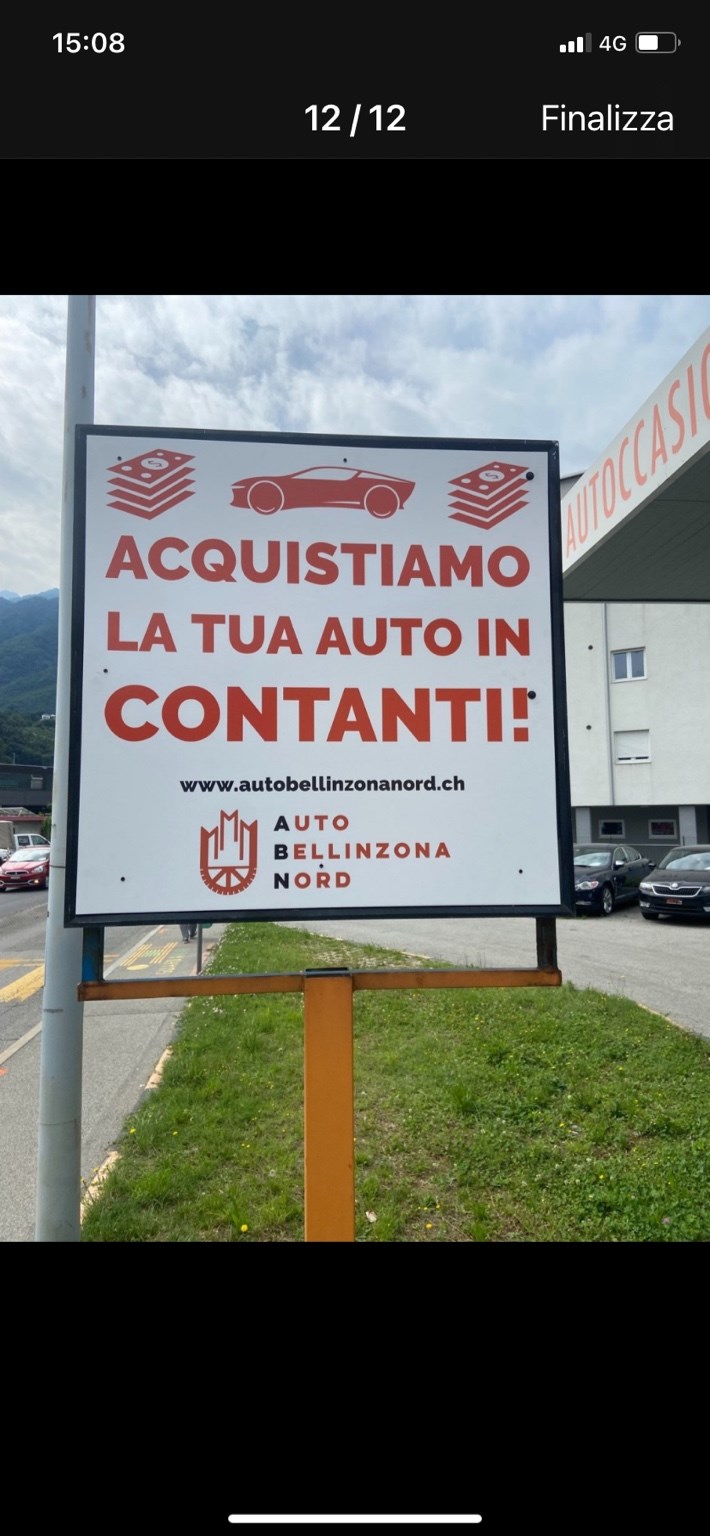 15:08 4G
12 / 12 Finalizza
AUTOCCASIO
ACQUISTIAMO
LA TUA AUTO IN
CONTANTI!
www.autobellinzonanord.ch
AUTO
BELLINZONA
NORD